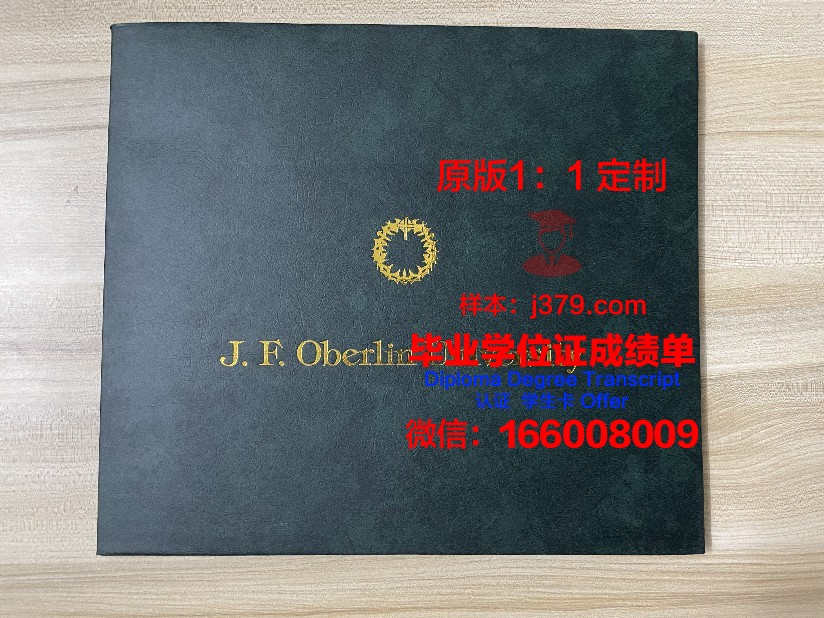 原版1：1 定制
样本：j379.com
J. F. Oberlin
毕业学位证成绩单
Diploma Degree Transcript
认证 学生卡 Offer
微信：166008009